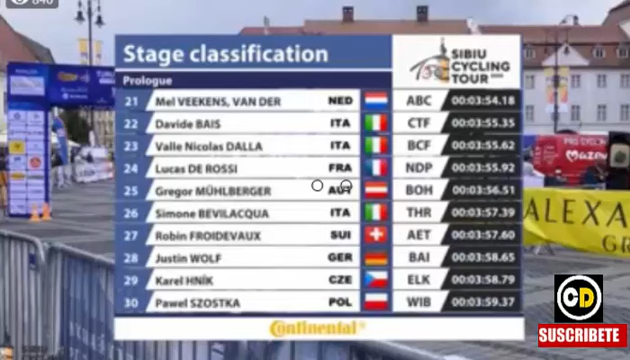 846
Stage classification
SIBIU
CYCLING
TOUR
Prologue
21 Mel VEEKENS, VAN DER NED ABC 00:03:54.18
22 Davide BAIS ITA CTF 00:03:55.35
23 Valle Nicolas DALLA ITA BCF 00:03:55.62
24 Lucas DE ROSSI FRA NDP 00:03:55.92
25 Gregor MÜHLBERGER AUT BOH 00:03:56.51
26 Simone BEVILACQUA ITA THR 00:03:57.39
27 Robin FROIDEVAUX SUI AET 00:03:57.60
28 Justin WOLF GER BAI 00:03:58.65
29 Karel HNÍK CZE ELK 00:03:58.79
30 Pawel SZOSTKA POL WIB 00:03:59.37
Continental
ALEXA
GR
CD
SUSCRIBETE